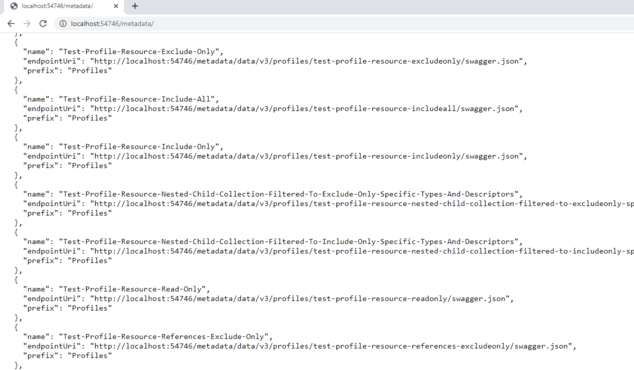 localhost:54746/metadata/
localhost:54746/metadata/
},
{
"name": "Test-Profile-Resource-Exclude-Only",
"endpointUri": "http://localhost:54746/metadata/data/v3/profiles/test-profile-resource-excludeonly/swagger.json",
"prefix": "Profiles"
},
{
"name": "Test-Profile-Resource-Include-All",
"endpointUri": "http://localhost:54746/metadata/data/v3/profiles/test-profile-resource-includeall/swagger.json",
"prefix": "Profiles"
},
{
"name": "Test-Profile-Resource-Include-Only",
"endpointUri": "http://localhost:54746/metadata/data/v3/profiles/test-profile-resource-includeonly/swagger.json",
"prefix": "Profiles"
},
{
"name": "Test-Profile-Resource-Nested-Child-Collection-Filtered-To-Exclude-Only-Specific-Types-And-Descriptors",
"endpointUri": "http://localhost:54746/metadata/data/v3/profiles/test-profile-resource-nested-child-collection-filtered-to-excludeonly-sp
"prefix": "Profiles"
},
{
"name": "Test-Profile-Resource-Nested-Child-Collection-Filtered-To-Include-Only-Specific-Types-And-Descriptors",
"endpointUri": "http://localhost:54746/metadata/data/v3/profiles/test-profile-resource-nested-child-collection-filtered-to-includeonly-sp
"prefix": "Profiles"
},
{
"name": "Test-Profile-Resource-Read-Only",
"endpointUri": "http://localhost:54746/metadata/data/v3/profiles/test-profile-resource-readonly/swagger.json",
"prefix": "Profiles"
},
{
"name": "Test-Profile-Resource-References-Exclude-Only",
"endpointUri": "http://localhost:54746/metadata/data/v3/profiles/test-profile-resource-references-excludeonly/swagger.json",
"prefix": "Profiles"
},